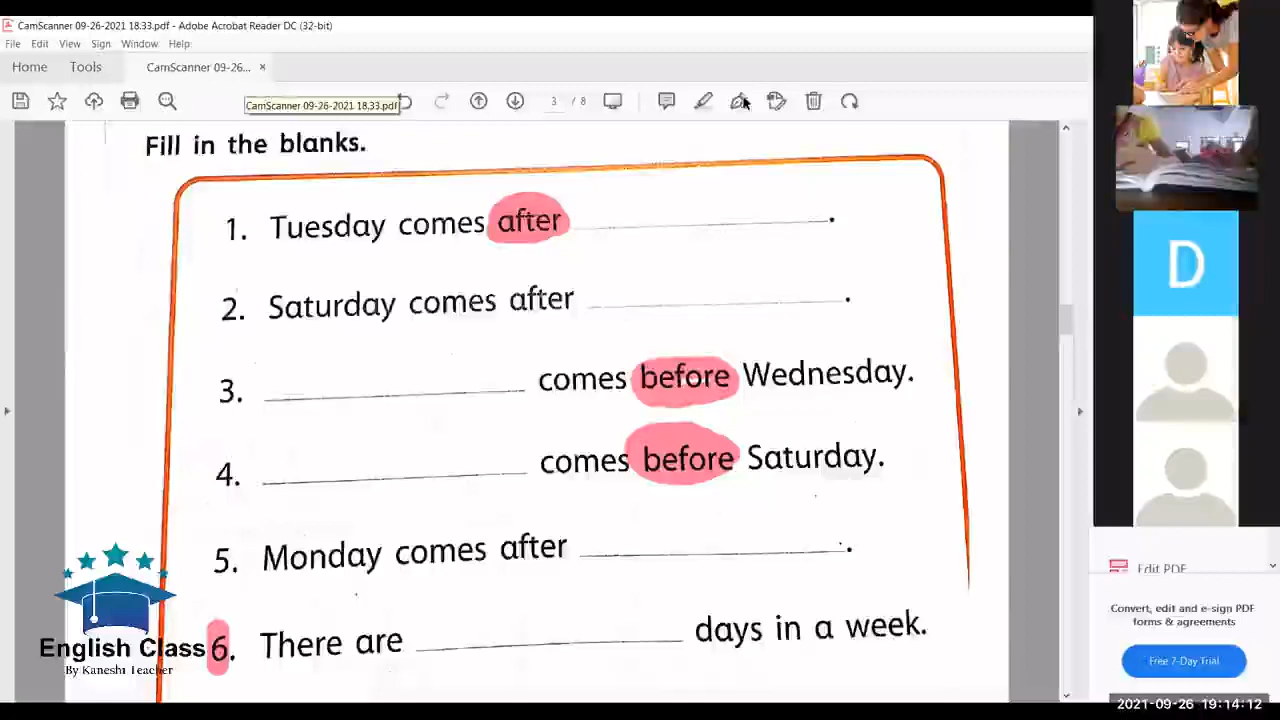 CamScanner 09-26-2021 18.33.pdf - Adobe Acrobat Reader DC (32-bit)
File Edit View Sign Window Help
Home Tools CamScanner 09-26... ×
CamScanner 09-26-2021 18.33.pdf 3 / 8
Fill in the blanks.
1. Tuesday comes after .
2. Saturday comes after .
3. comes before Wednesday.
4. comes before Saturday.
5. Monday comes after .
6. There are days in a week.
English Class
By Kaneshi Teacher
D
Edit PDF
Convert, edit and e-sign PDF
forms & agreements
Free 7-Day Trial
2021-09-26 19:14:12